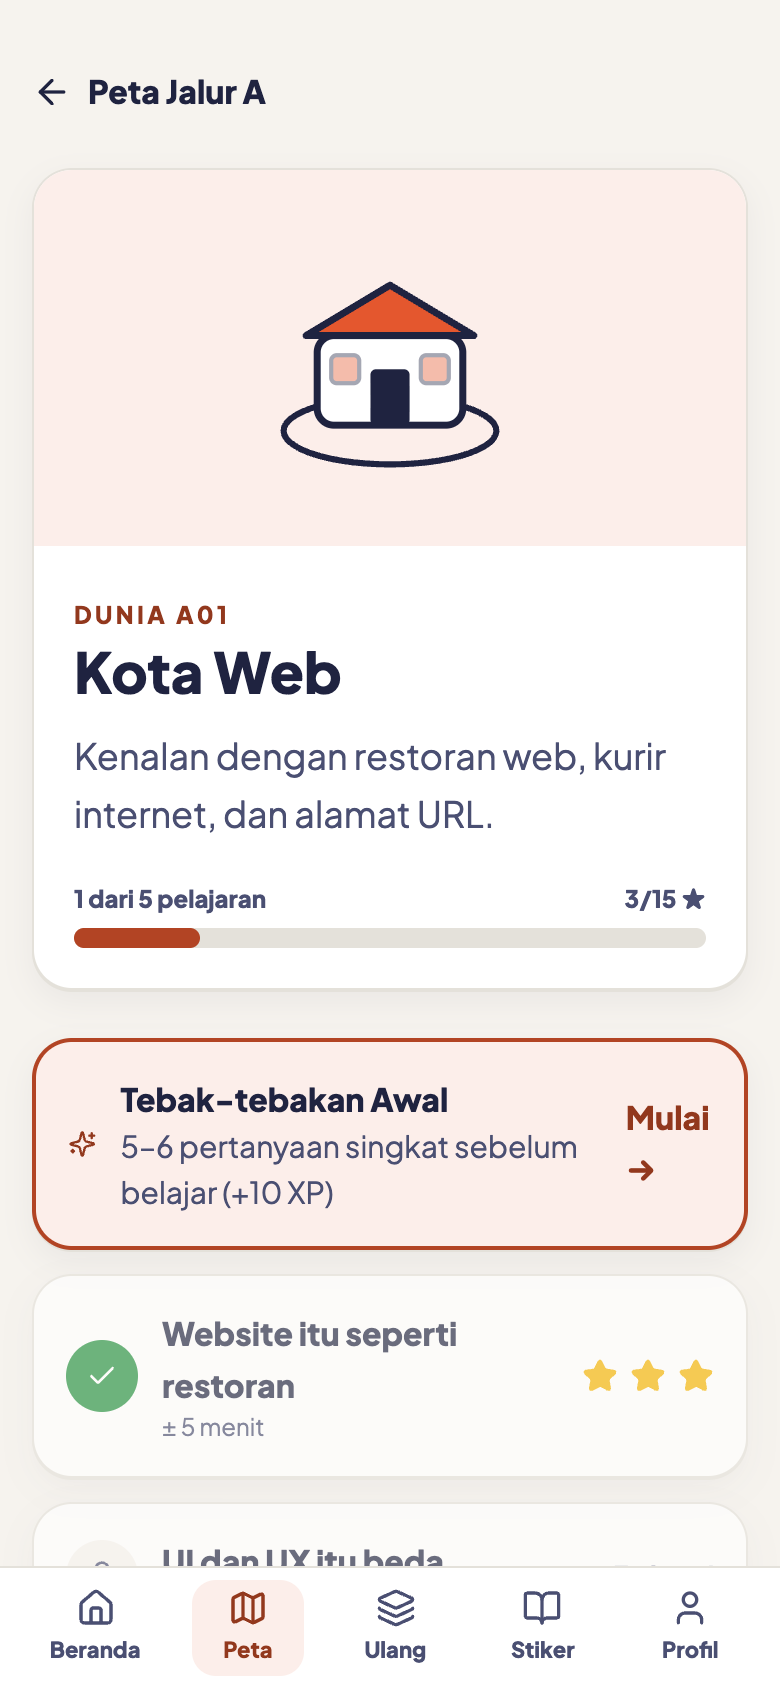 Peta Jalur A
DUNIA A01
Kota Web
Kenalan dengan restoran web, kurir
internet, dan alamat URL.
1 dari 5 pelajaran
3/15 ★
Tebak-tebakan Awal
5–6 pertanyaan singkat sebelum
belajar (+10 XP)
Mulai
→
Website itu seperti
restoran
± 5 menit
UI dan UX itu beda
Beranda
Peta
Ulang
Stiker
Profil